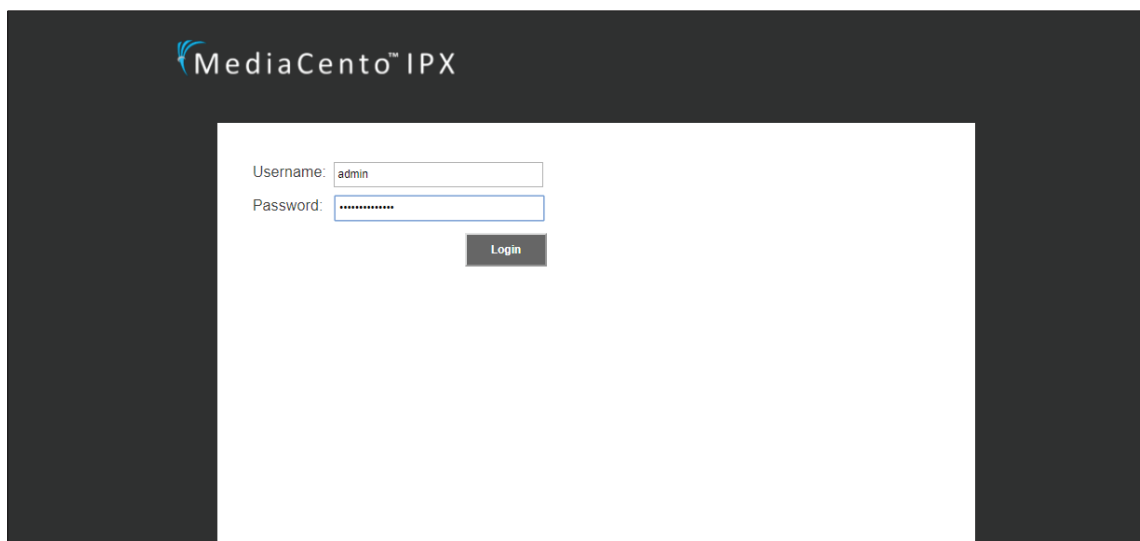 MediaCento™ IPX
Username: admin
Password: ••••••••••••••
Login